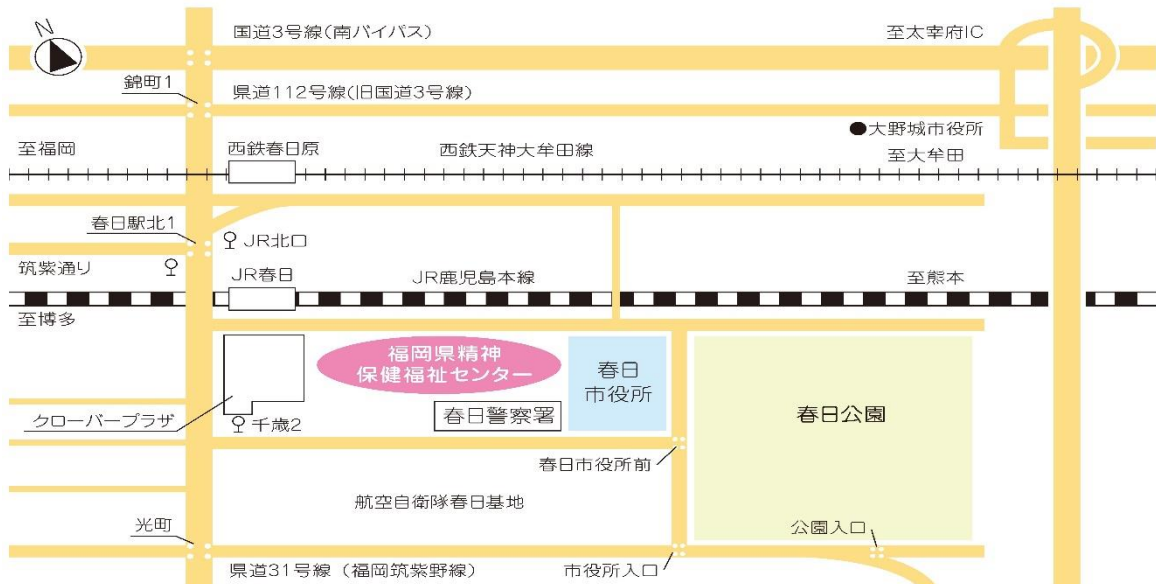 N
国道3号線(南バイパス)
至太宰府IC
錦町1
県道112号線(旧国道3号線)
●大野城市役所
至福岡
西鉄春日原
西鉄天神大牟田線
至大牟田
春日駅北1
JR北口
筑紫通り
JR春日
JR鹿児島本線
至熊本
至博多
福岡県精神
保健福祉センター
春日
市役所
クローバープラザ
千歳2
春日警察署
春日公園
春日市役所前
航空自衛隊春日基地
光町
公園入口
県道31号線(福岡筑紫野線)
市役所入口